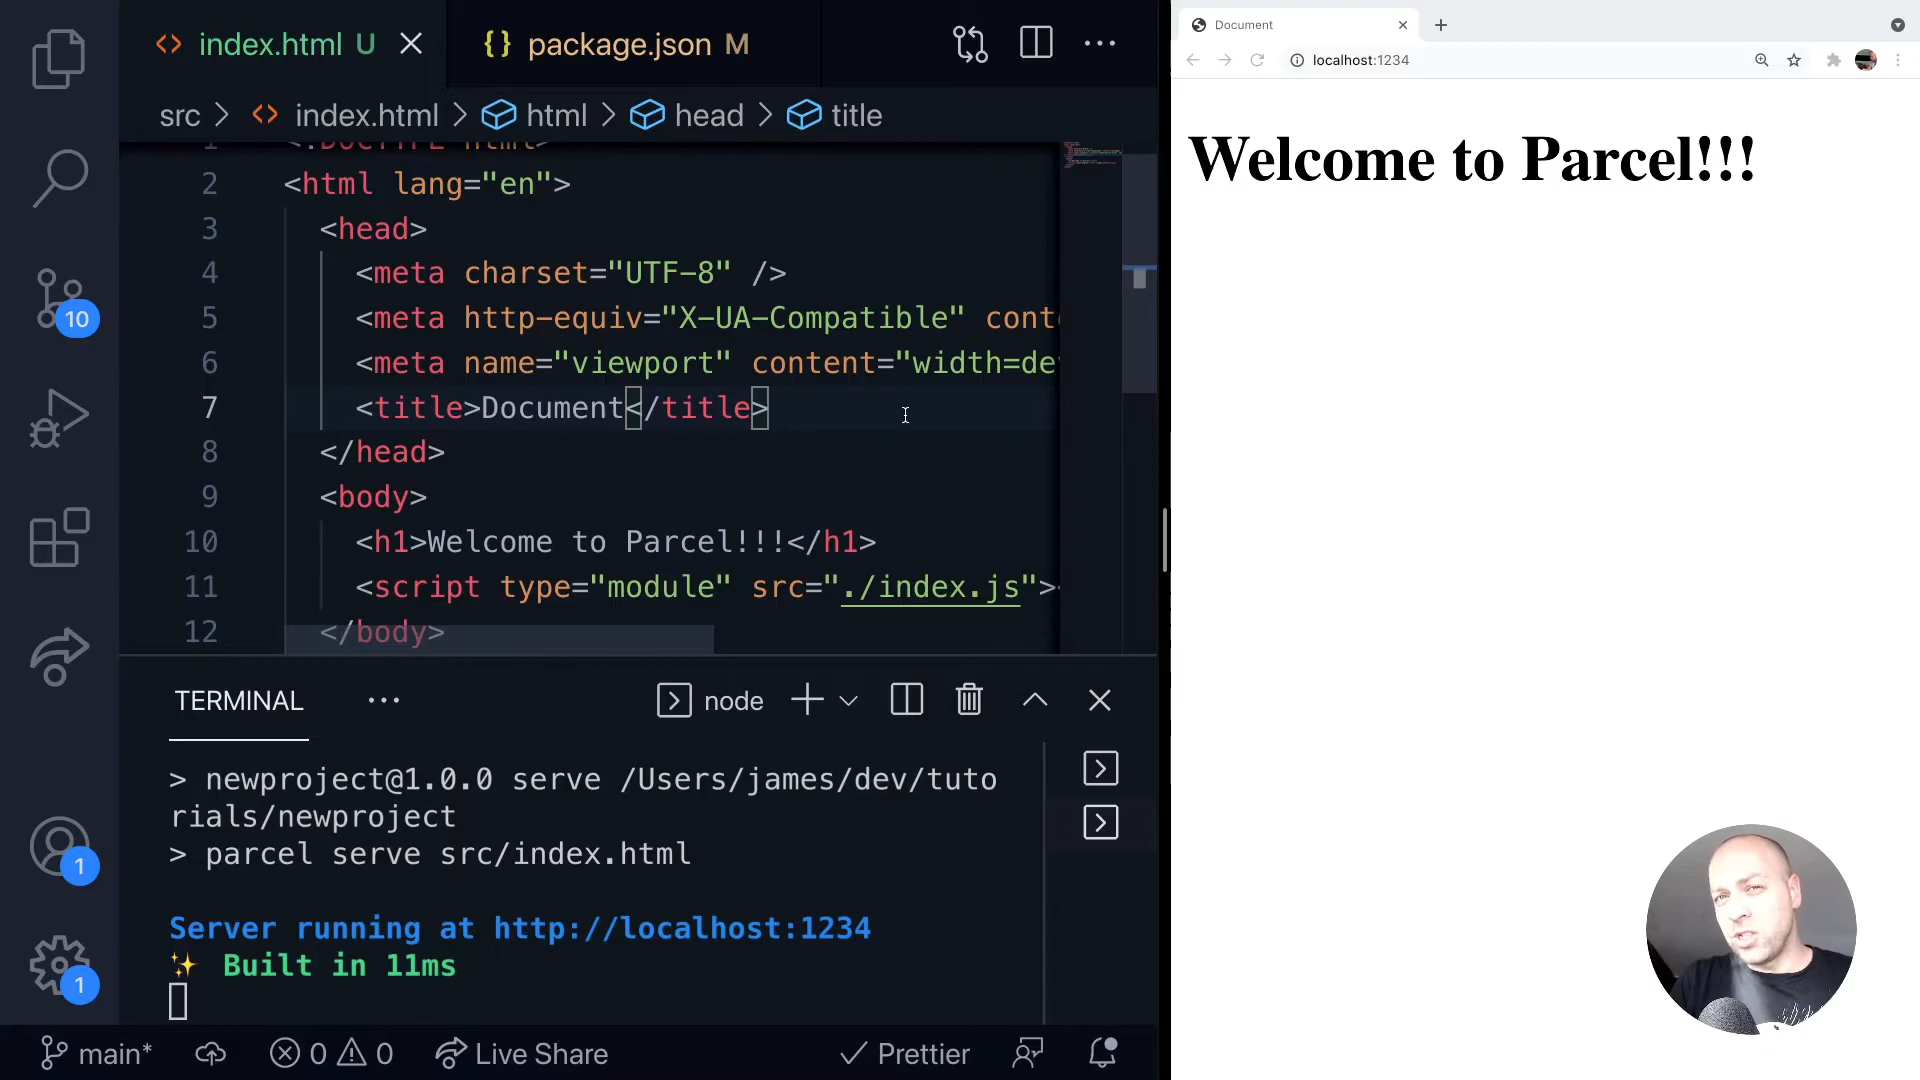 index.html U
package.json M
src > index.html > html > head > title
1 <!DOCTYPE html>
2 <html lang="en">
3 <head>
4 <meta charset="UTF-8" />
5 <meta http-equiv="X-UA-Compatible" cont
6 <meta name="viewport" content="width=dev
7 <title>Document</title>
8 </head>
9 <body>
10 <h1>Welcome to Parcel!!!</h1>
11 <script type="module" src="./index.js">
12 </body>
10
1
1
TERMINAL
node
> newproject@1.0.0 serve /Users/james/dev/tuto
rials/newproject
> parcel serve src/index.html
Server running at http://localhost:1234
✨ Built in 11ms
main*
0 0
Live Share
Prettier
Document
localhost:1234
Welcome to Parcel!!!